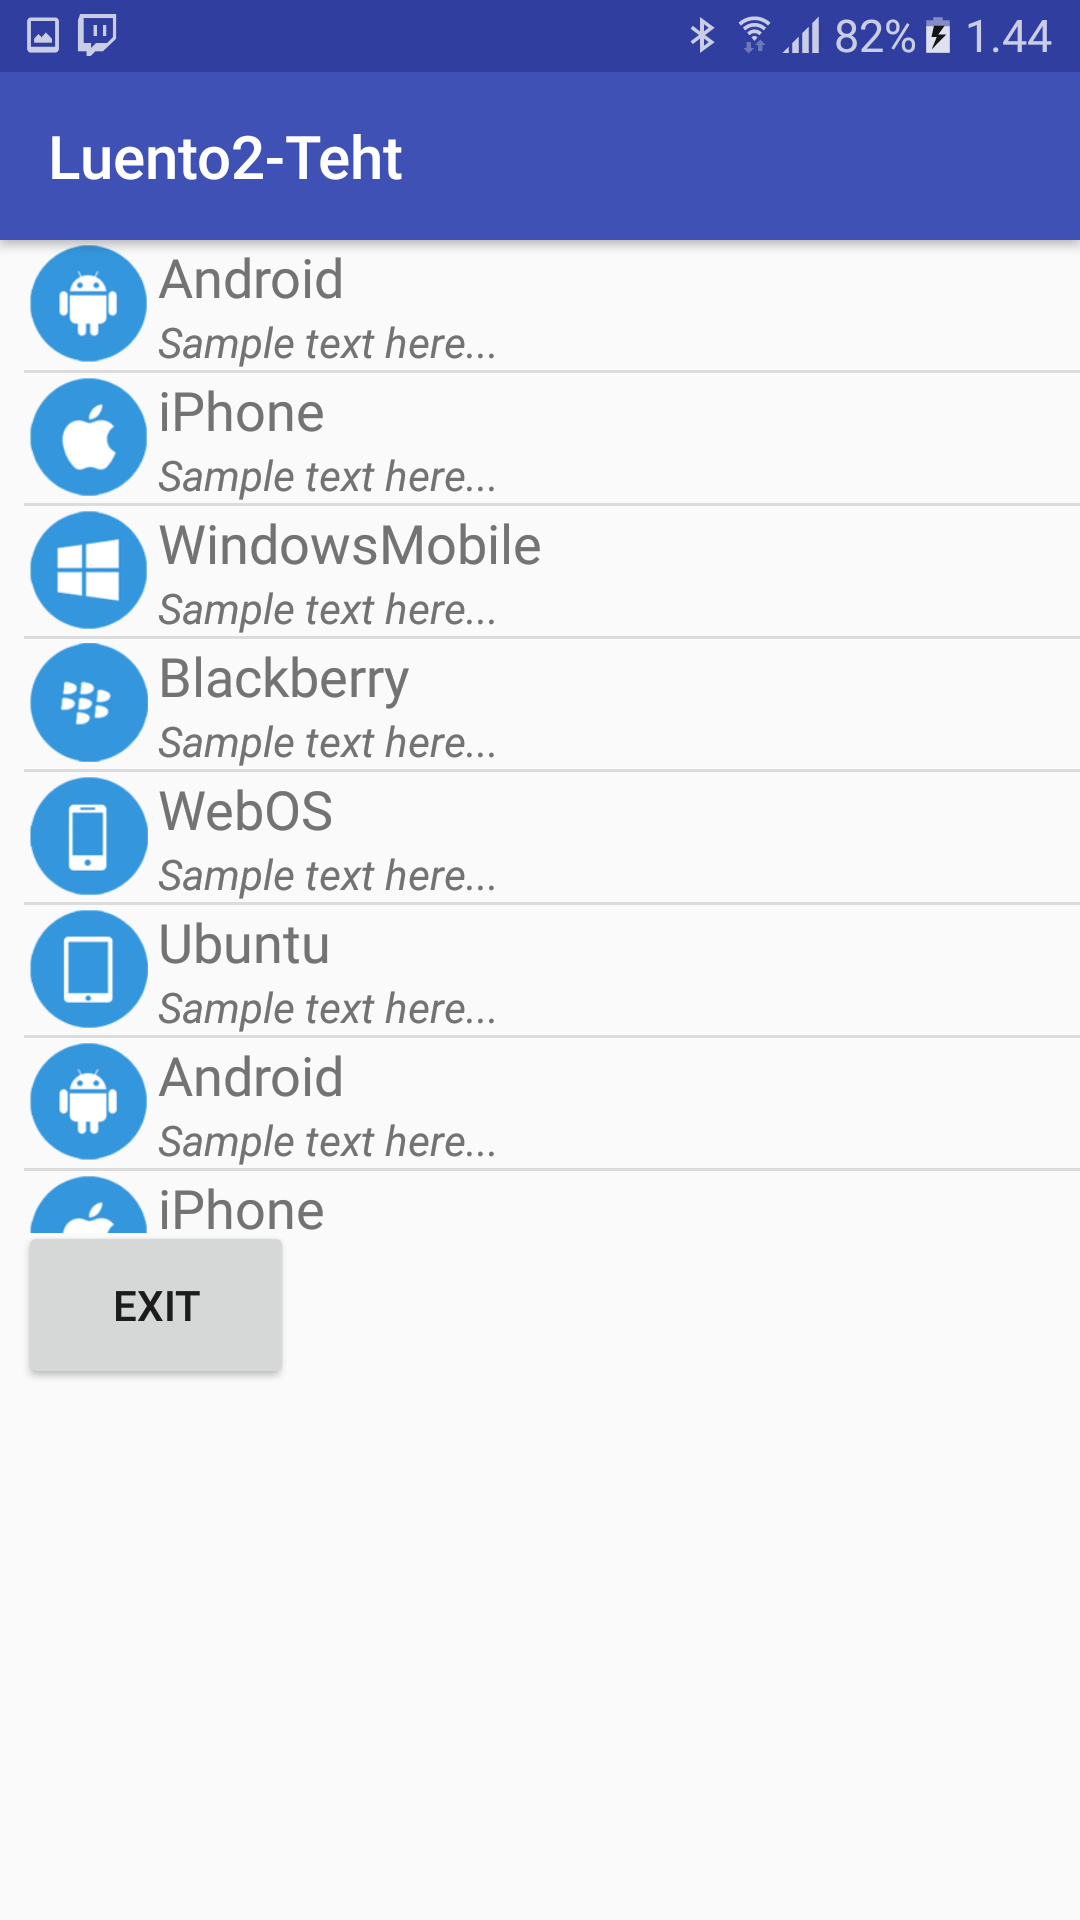 82% 1.44
Luento2-Teht
Android
Sample text here...
iPhone
Sample text here...
WindowsMobile
Sample text here...
Blackberry
Sample text here...
WebOS
Sample text here...
Ubuntu
Sample text here...
Android
Sample text here...
iPhone
EXIT